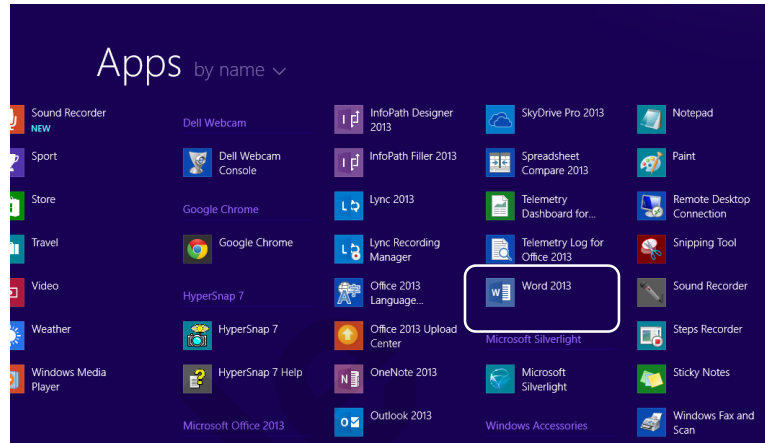 Apps by name
Sound Recorder
NEW
Sport
Store
Travel
Video
Weather
Windows Media
Player
Dell Webcam
Dell Webcam
Console
Google Chrome
Google Chrome
HyperSnap 7
HyperSnap 7
HyperSnap 7 Help
Microsoft Office 2013
InfoPath Designer
2013
InfoPath Filler 2013
Lync 2013
Lync Recording
Manager
Office 2013
Language...
Office 2013 Upload
Center
OneNote 2013
Outlook 2013
SkyDrive Pro 2013
Spreadsheet
Compare 2013
Telemetry
Dashboard for...
Telemetry Log for
Office 2013
Word 2013
Microsoft Silverlight
Microsoft
Silverlight
Windows Accessories
Notepad
Paint
Remote Desktop
Connection
Snipping Tool
Sound Recorder
Steps Recorder
Sticky Notes
Windows Fax and
Scan